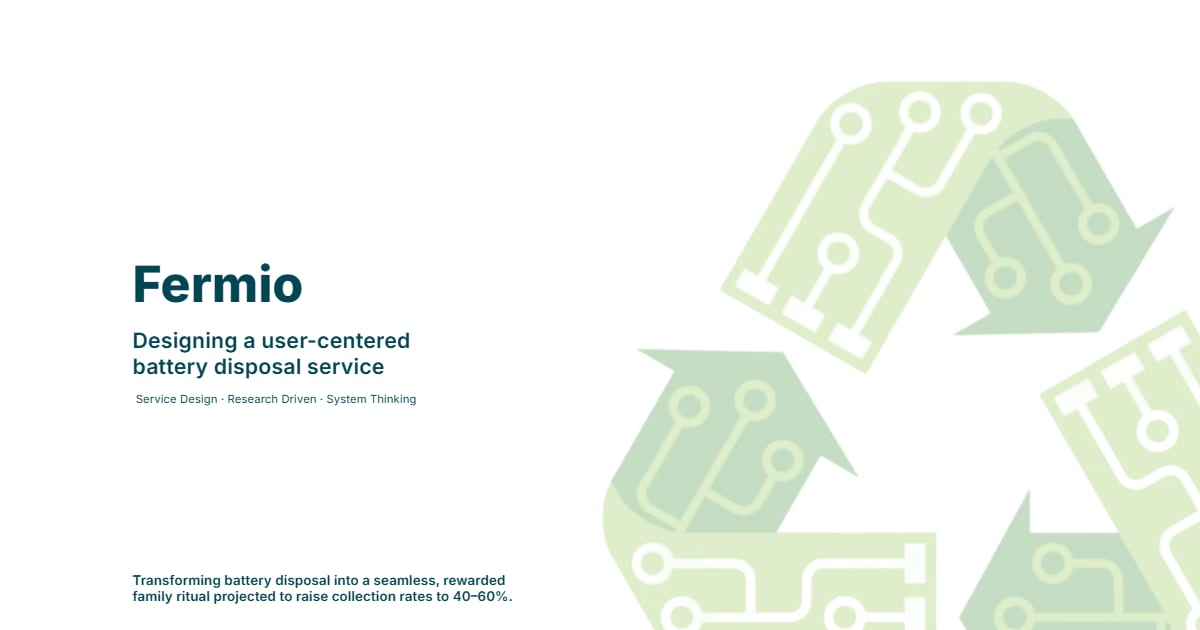 Fermio
Designing a user-centered
battery disposal service
Service Design · Research Driven · System Thinking
Transforming battery disposal into a seamless, rewarded
family ritual projected to raise collection rates to 40–60%.